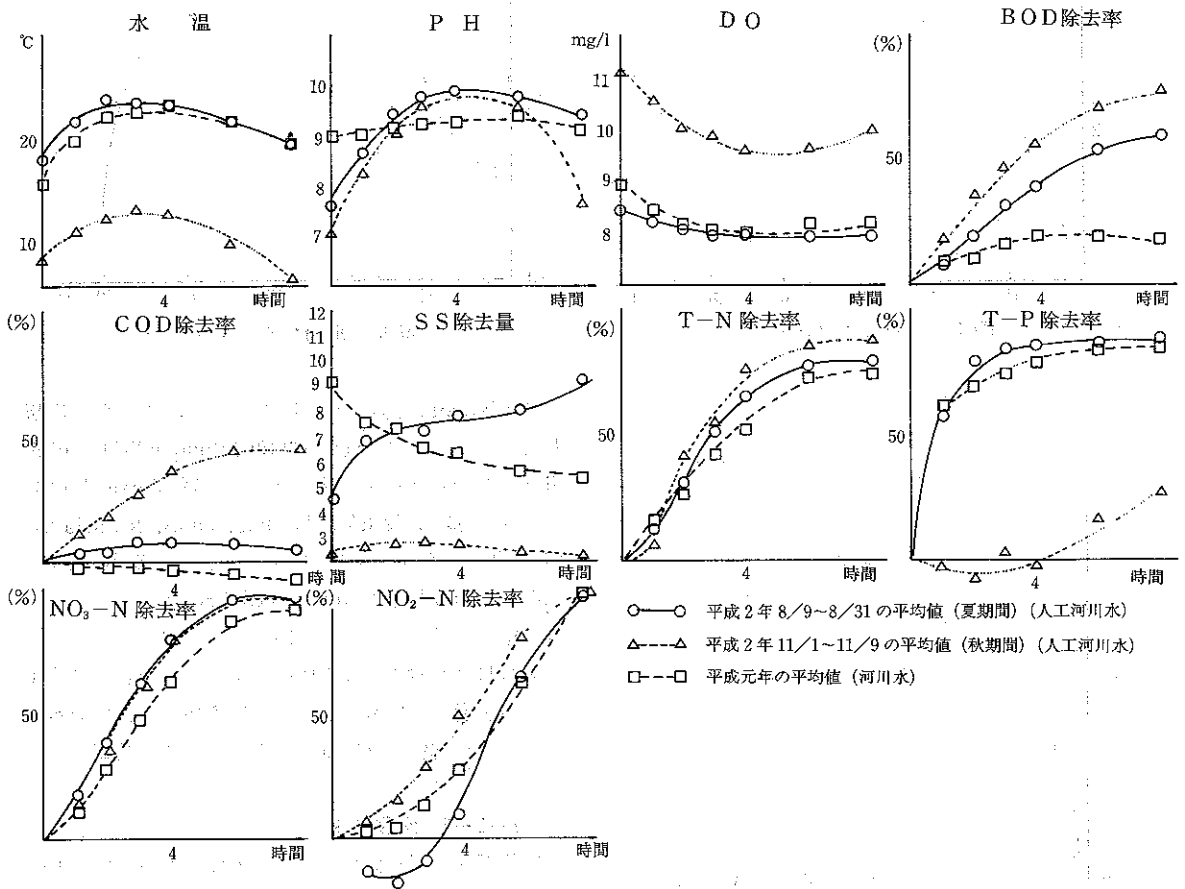 水 温
℃
20
10
4
時間
P H
10
9
8
7
4
時間
D O
mg/l
11
10
9
8
4
時間
BOD除去率
(%)
50
4
時間
COD除去率
(%)
50
4
時間
SS除去量
12
11
10
9
8
7
6
5
4
3
4
時間
T-N除去率
(%)
50
4
時間
T-P除去率
(%)
50
4
時間
NO₃-N 除去率
(%)
50
4
時間
NO₂-N 除去率
(%)
50
4
時間
平成2年8/9~8/31の平均値(夏期間)(人工河川水)
平成2年11/1~11/9の平均値(秋期間)(人工河川水)
平成元年の平均値(河川水)